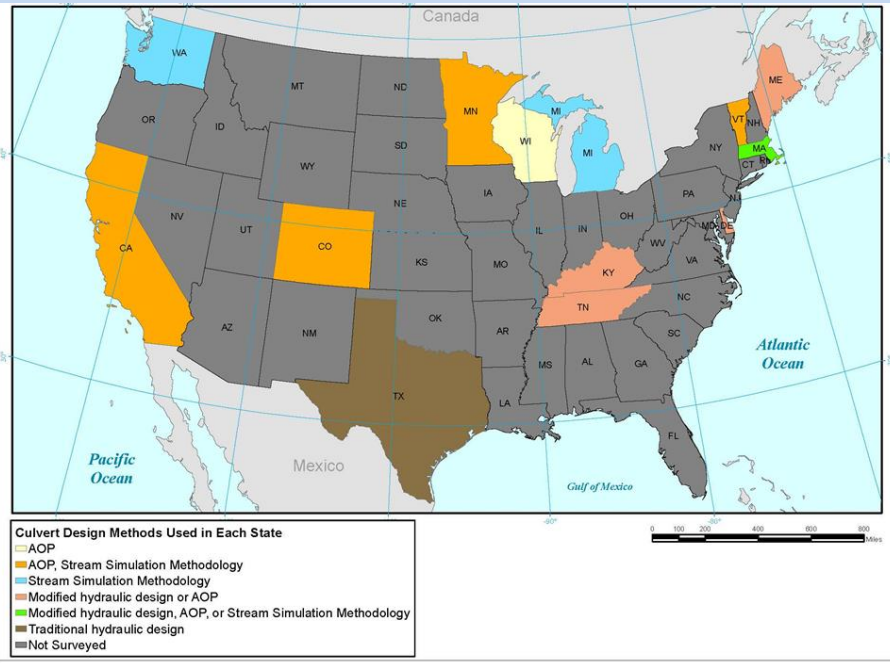 Canada
WA
MT
ND
MN
ME
OR
ID
SD
WI
MI
MI
VT
NH
MA
NY
CT
RI
WY
IA
PA
NJ
NE
NV
UT
CO
IL
IN
OH
MD
DE
WV
CA
KS
MO
KY
VA
AZ
NM
OK
TN
NC
AR
SC
MS
AL
GA
TX
LA
FL
Atlantic
Ocean
Pacific
Ocean
Mexico
Gulf of Mexico
-90°
-80°
0 100 200 400 600 800
Miles
Culvert Design Methods Used in Each State
AOP
AOP, Stream Simulation Methodology
Stream Simulation Methodology
Modified hydraulic design or AOP
Modified hydraulic design, AOP, or Stream Simulation Methodology
Traditional hydraulic design
Not Surveyed